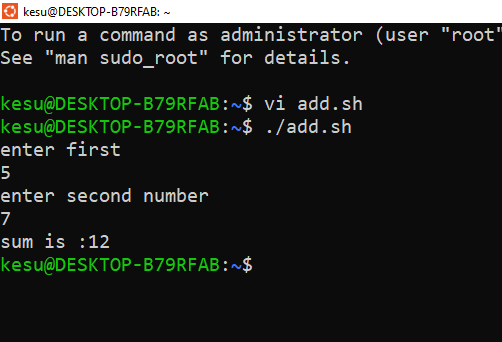 kesu@DESKTOP-B79RFAB: ~
To run a command as administrator (user "root"
See "man sudo_root" for details.
kesu@DESKTOP-B79RFAB:~$ vi add.sh
kesu@DESKTOP-B79RFAB:~$ ./add.sh
enter first
5
enter second number
7
sum is :12
kesu@DESKTOP-B79RFAB:~$